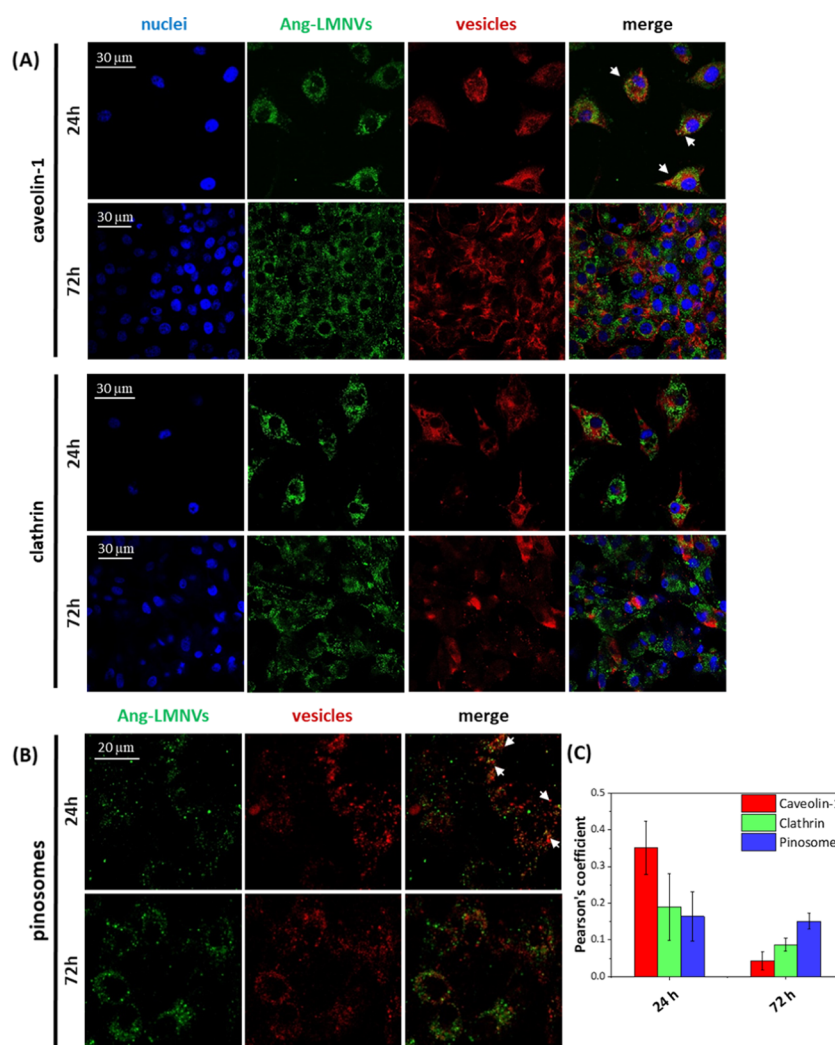 nuclei Ang-LMNVs vesicles merge
(A)
caveolin-1
24h
30 μm
72h
30 μm
clathrin
24h
30 μm
72h
30 μm
Ang-LMNVs vesicles merge
(B)
pinosomes
24h
20 μm
72h
(C)
Pearson's coefficient
0.5
0.4
0.3
0.2
0.1
0.0
Caveolin-1
Clathrin
Pinosome
24 h
72 h